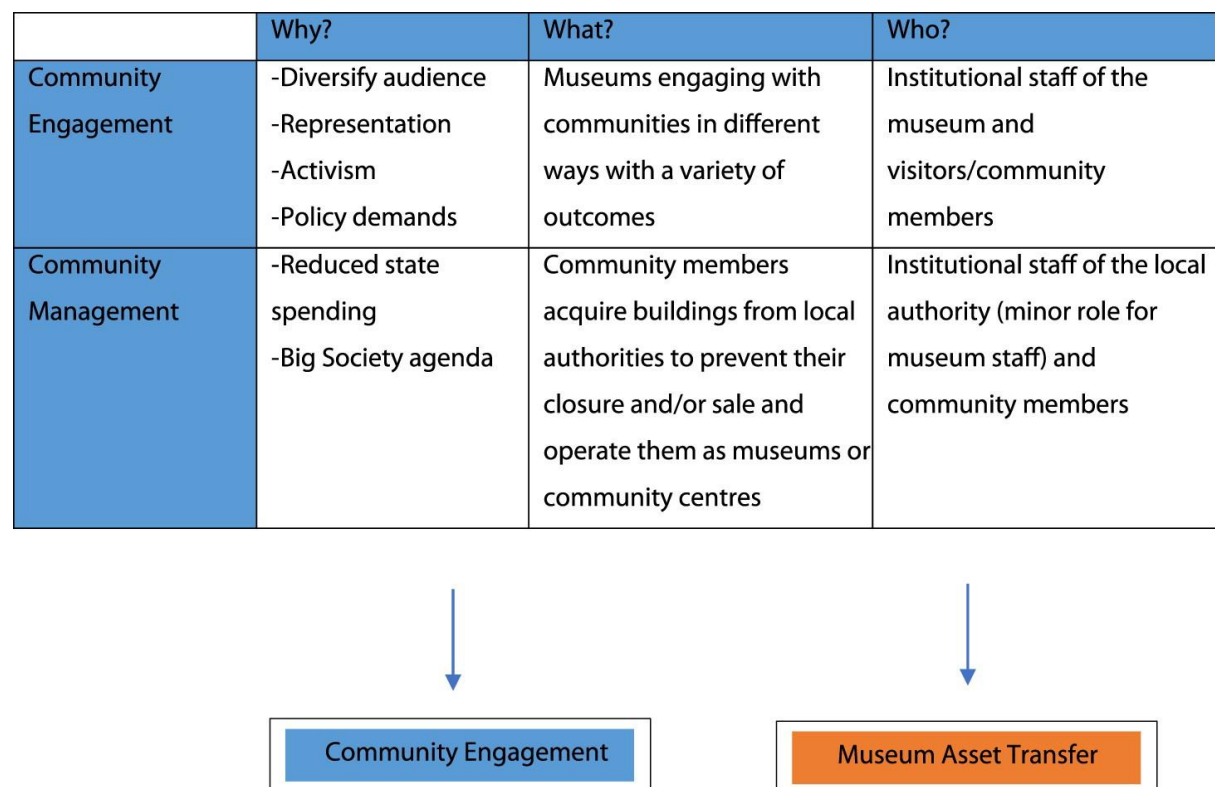 Why? What? Who?
Community
Engagement
-Diversify audience
-Representation
-Activism
-Policy demands
Museums engaging with
communities in different
ways with a variety of
outcomes
Institutional staff of the
museum and
visitors/community
members
Community
Management
-Reduced state
spending
-Big Society agenda
Community members
acquire buildings from local
authorities to prevent their
closure and/or sale and
operate them as museums or
community centres
Institutional staff of the local
authority (minor role for
museum staff) and
community members
Community Engagement
Museum Asset Transfer